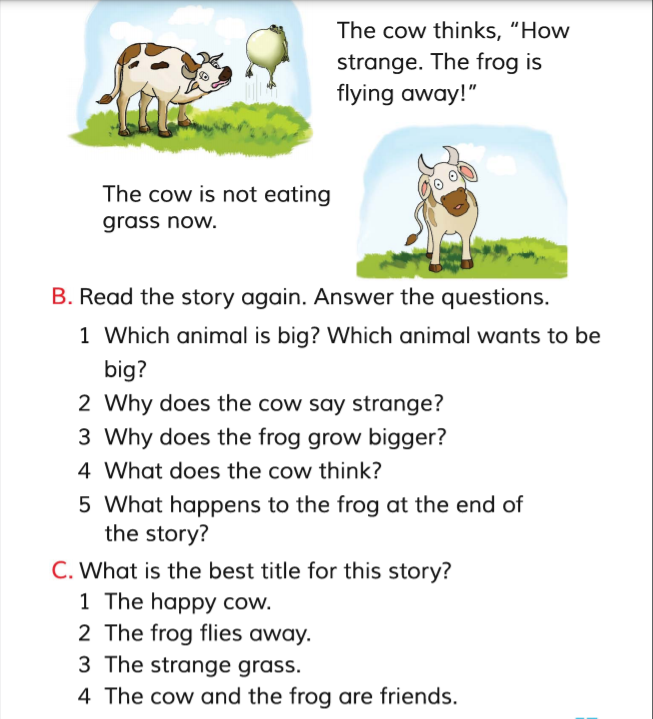 The cow thinks, “How
strange. The frog is
flying away!”
The cow is not eating
grass now.
B. Read the story again. Answer the questions.
1 Which animal is big? Which animal wants to be
big?
2 Why does the cow say strange?
3 Why does the frog grow bigger?
4 What does the cow think?
5 What happens to the frog at the end of
the story?
C. What is the best title for this story?
1 The happy cow.
2 The frog flies away.
3 The strange grass.
4 The cow and the frog are friends.